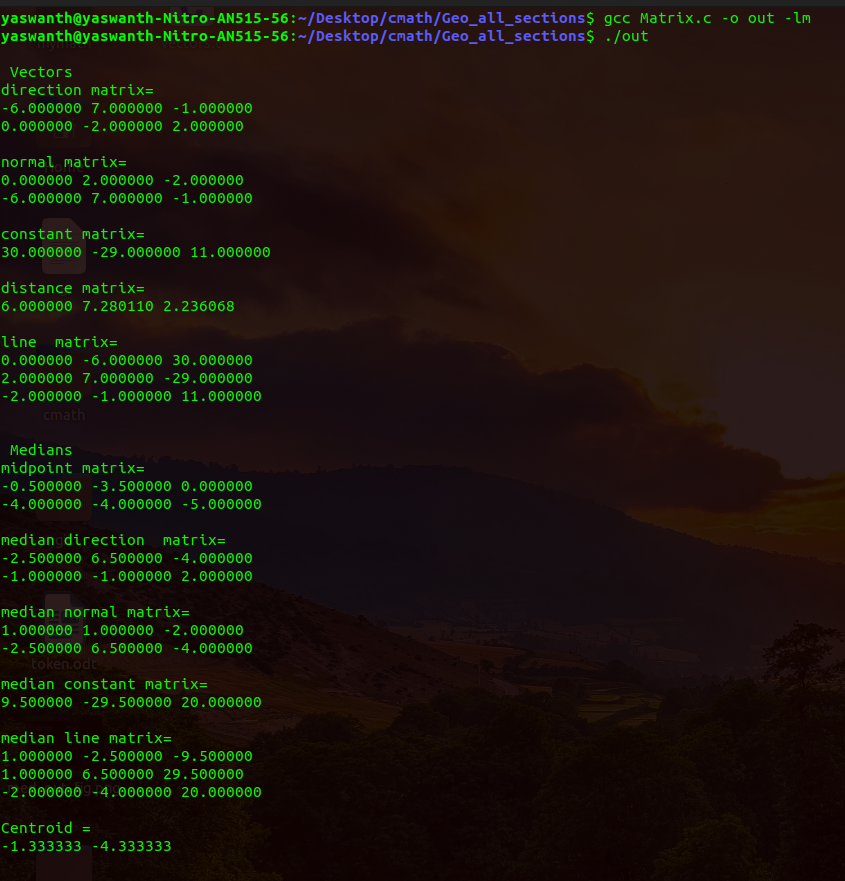 yaswanth@yaswanth-Nitro-AN515-56:~/Desktop/cmath/Geo_all_sections$ gcc Matrix.c -o out -lm
yaswanth@yaswanth-Nitro-AN515-56:~/Desktop/cmath/Geo_all_sections$ ./out
Vectors
direction matrix=
-6.000000 7.000000 -1.000000
0.000000 -2.000000 2.000000
normal matrix=
0.000000 2.000000 -2.000000
-6.000000 7.000000 -1.000000
constant matrix=
30.000000 -29.000000 11.000000
distance matrix=
6.000000 7.280110 2.236068
line  matrix=
0.000000 -6.000000 30.000000
2.000000 7.000000 -29.000000
-2.000000 -1.000000 11.000000
cmath
Medians
midpoint matrix=
-0.500000 -3.500000 0.000000
-4.000000 -4.000000 -5.000000
median direction  matrix=
-2.500000 6.500000 -4.000000
-1.000000 -1.000000 2.000000
median normal matrix=
1.000000 1.000000 -2.000000
-2.500000 6.500000 -4.000000
token.odt
median constant matrix=
9.500000 -29.500000 20.000000
median line matrix=
1.000000 -2.500000 -9.500000
1.000000 6.500000 29.500000
-2.000000 -4.000000 20.000000
Centroid =
-1.333333 -4.333333